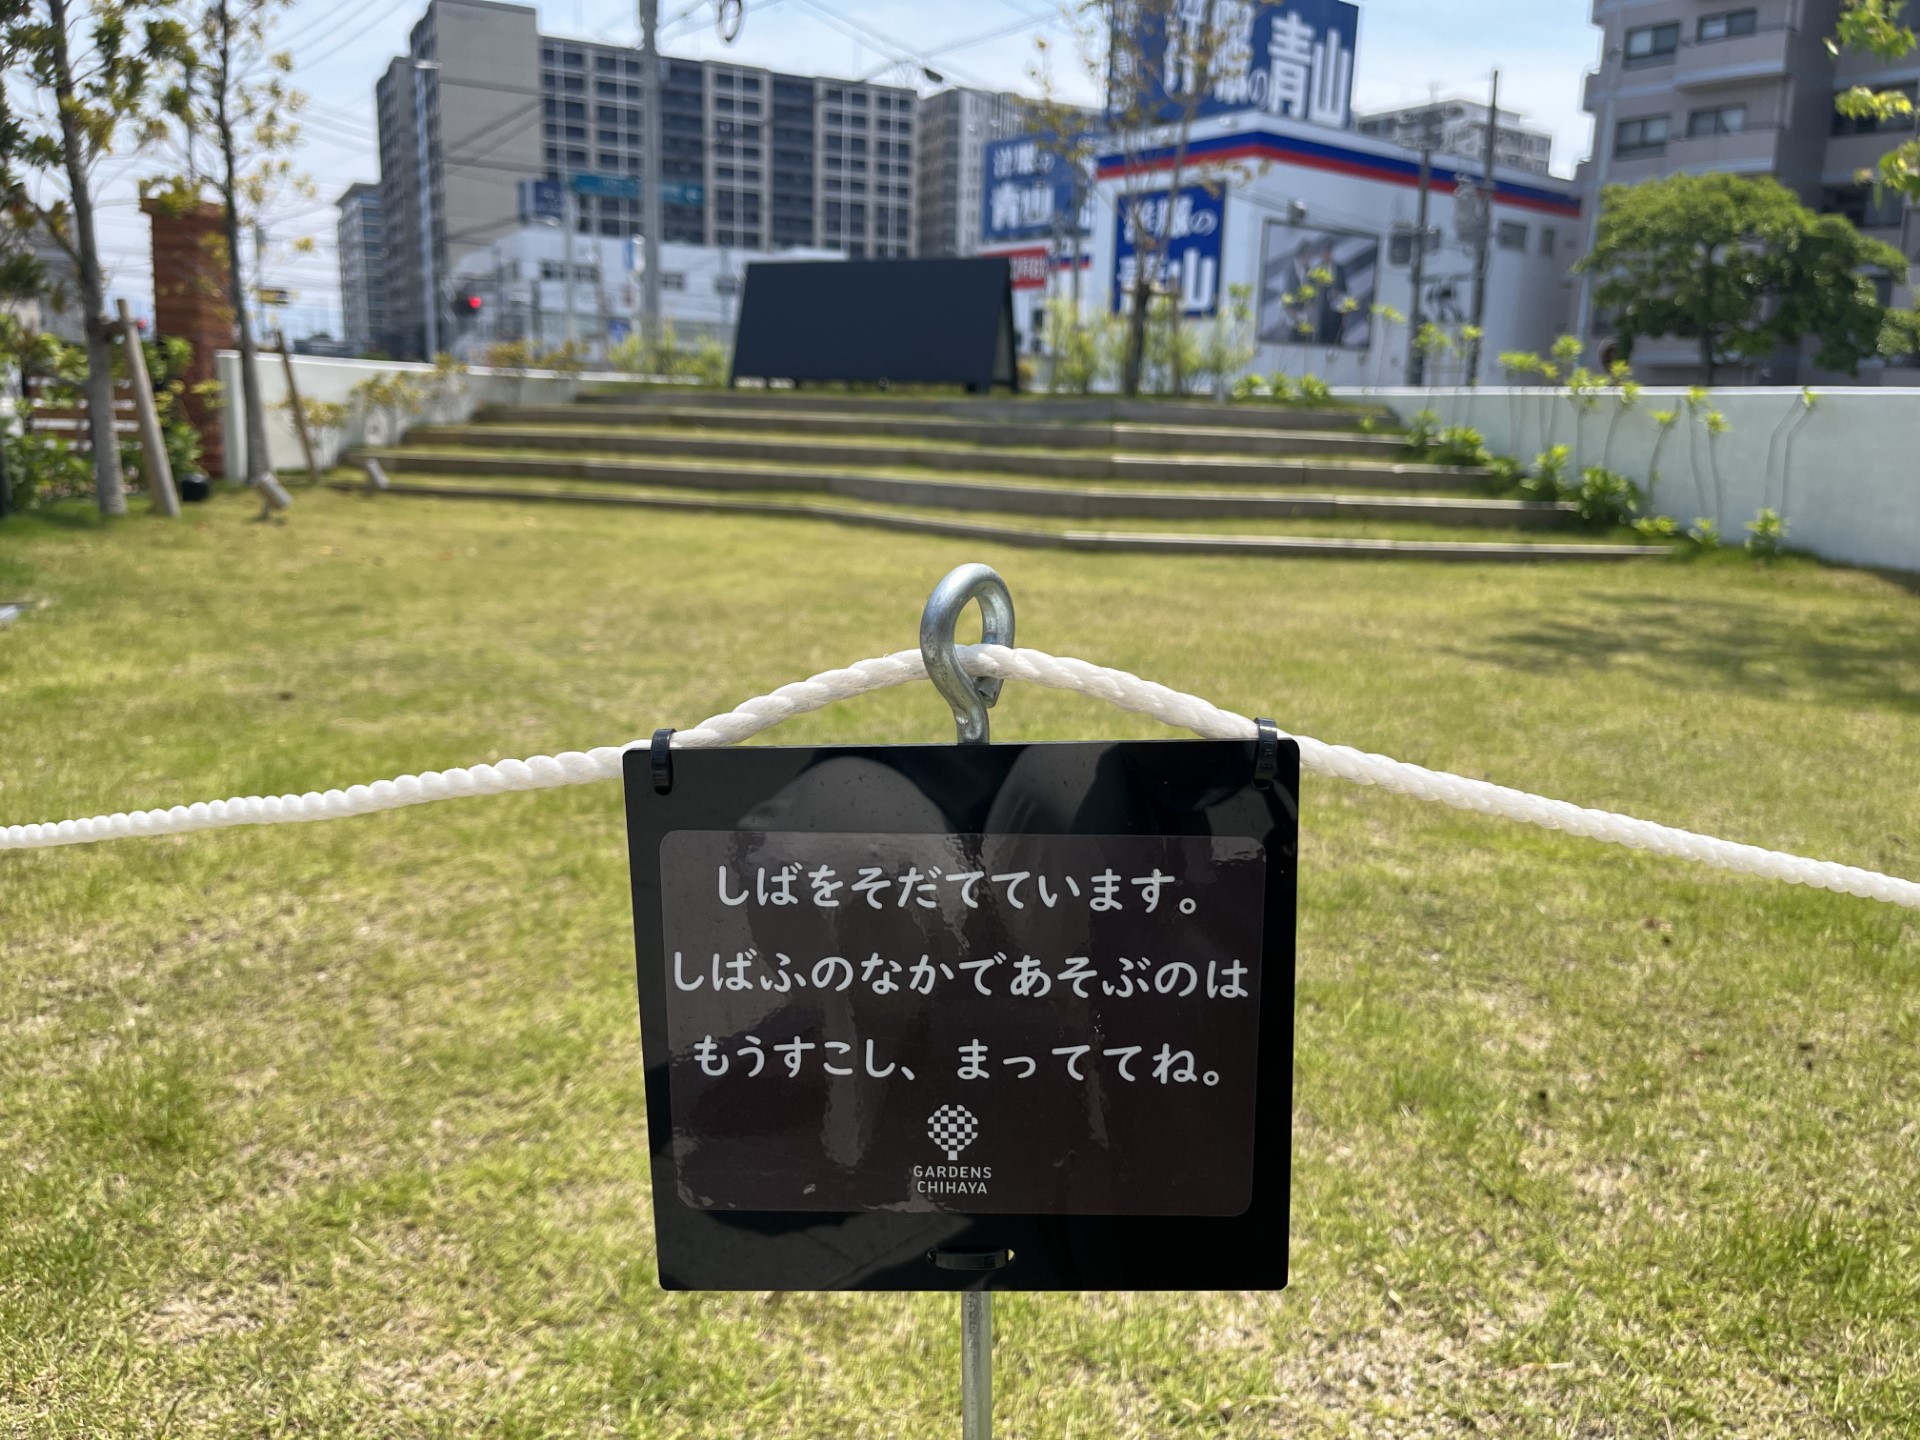 洋服の青山
洋服の
青山
洋服の
青山
しばをそだてています。
しばふのなかであそぶのは
もうすこし、まっててね。
GARDENS
CHIHAYA